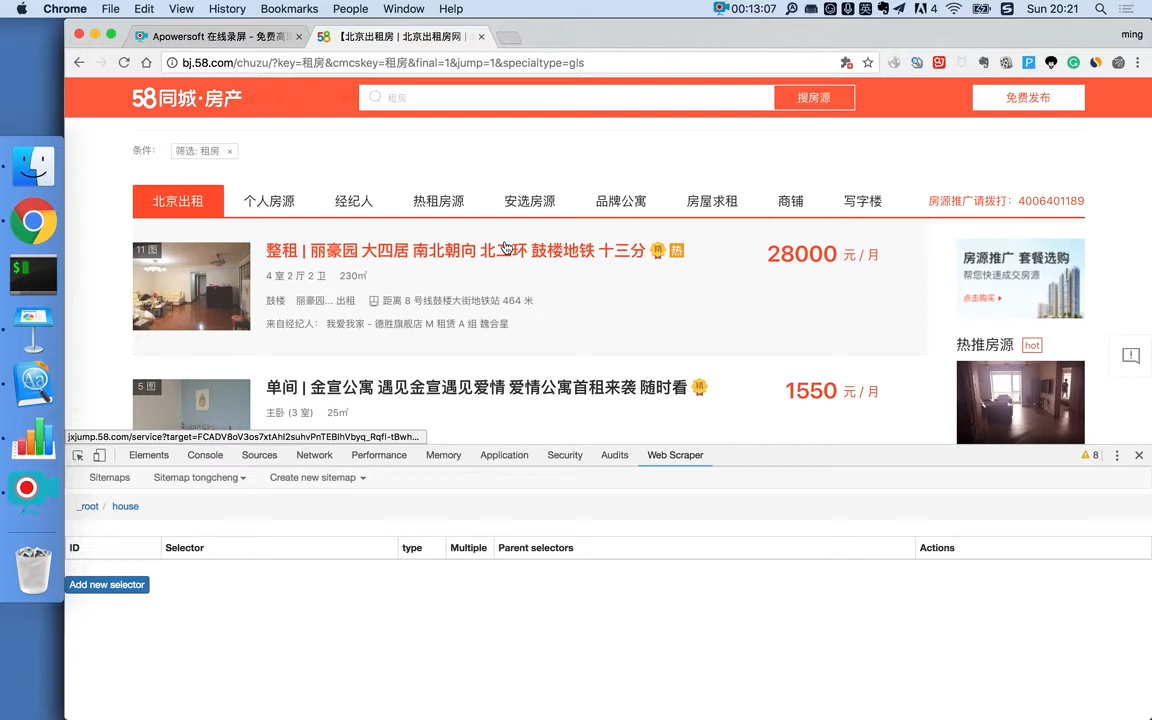 Chrome File Edit View History Bookmarks People Window Help 00:13:07 英 4 Sun 20:21
Apowersoft 在线录屏 - 免费高 × 58 【北京出租房 | 北京出租房网 | × ming
bj.58.com/chuzu/?key=租房&cmcskey=租房&final=1&jump=1&specialtype=gls
58同城·房产 租房 搜房源 免费发布
条件： 筛选: 租房 ×
北京出租 个人房源 经纪人 热租房源 安选房源 品牌公寓 房屋求租 商铺 写字楼 房源推广请拨打：4006401189
11 图
整租 | 丽豪园 大四居 南北朝向 北二环 鼓楼地铁 十三分 精 热
28000 元 / 月
4 室 2 厅 2 卫 230㎡
鼓楼 丽豪园... 出租 距离 8 号线鼓楼大街地铁站 464 米
来自经纪人： 我爱我家 - 德胜旗舰店 M 租赁 A 组 魏会星
房源推广 套餐选购
帮您快速成交房源
点击购买
热推房源 hot
5 图
单间 | 金宣公寓 遇见金宣遇见爱情 爱情公寓首租来袭 随时看 精
1550 元 / 月
主卧 (3 室) 25㎡
jxjump.58.com/service?target=FCADV8oV3os7xtAhI2suhvPnTEBIhVbyq_Rqfl-tBwh...
Elements Console Sources Network Performance Memory Application Security Audits Web Scraper 8
Sitemaps Sitemap tongcheng Create new sitemap
_root / house
ID Selector type Multiple Parent selectors Actions
Add new selector